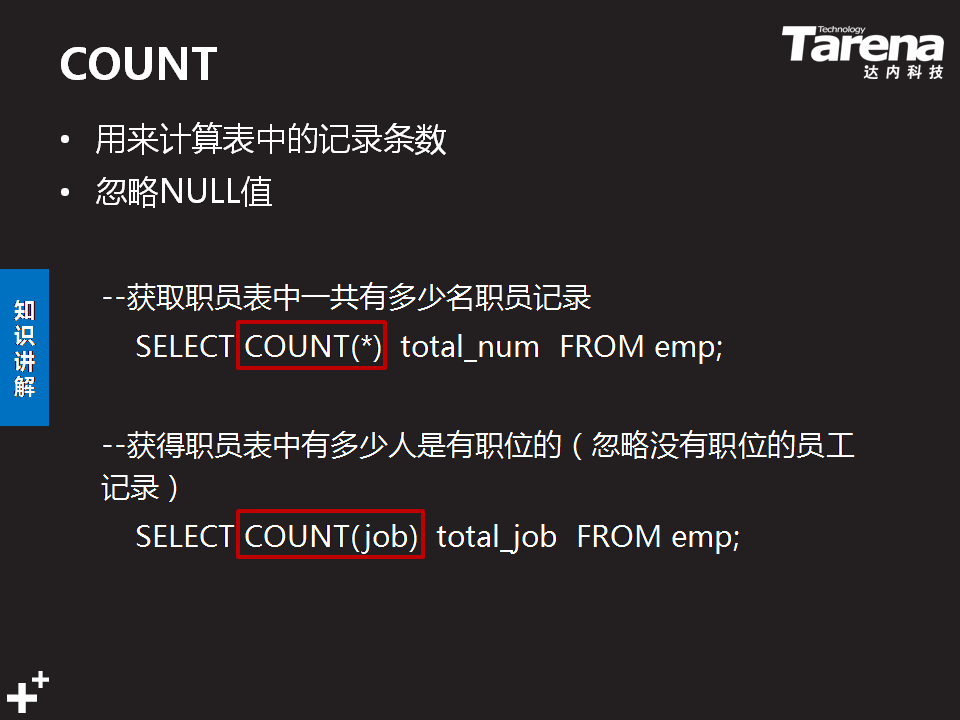 COUNT
Technology
Tarena
达内科技
• 用来计算表中的记录条数
• 忽略NULL值
知识讲解
--获取职员表中一共有多少名职员记录
SELECT COUNT(*) total_num FROM emp;
--获得职员表中有多少人是有职位的（忽略没有职位的员工
记录）
SELECT COUNT(job) total_job FROM emp;